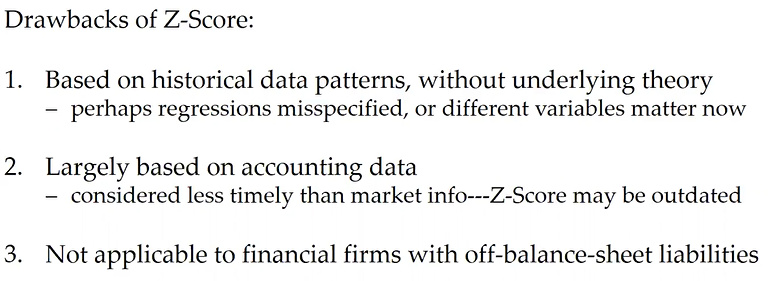 Drawbacks of Z-Score:
1. Based on historical data patterns, without underlying theory
– perhaps regressions misspecified, or different variables matter now
2. Largely based on accounting data
– considered less timely than market info---Z-Score may be outdated
3. Not applicable to financial firms with off-balance-sheet liabilities